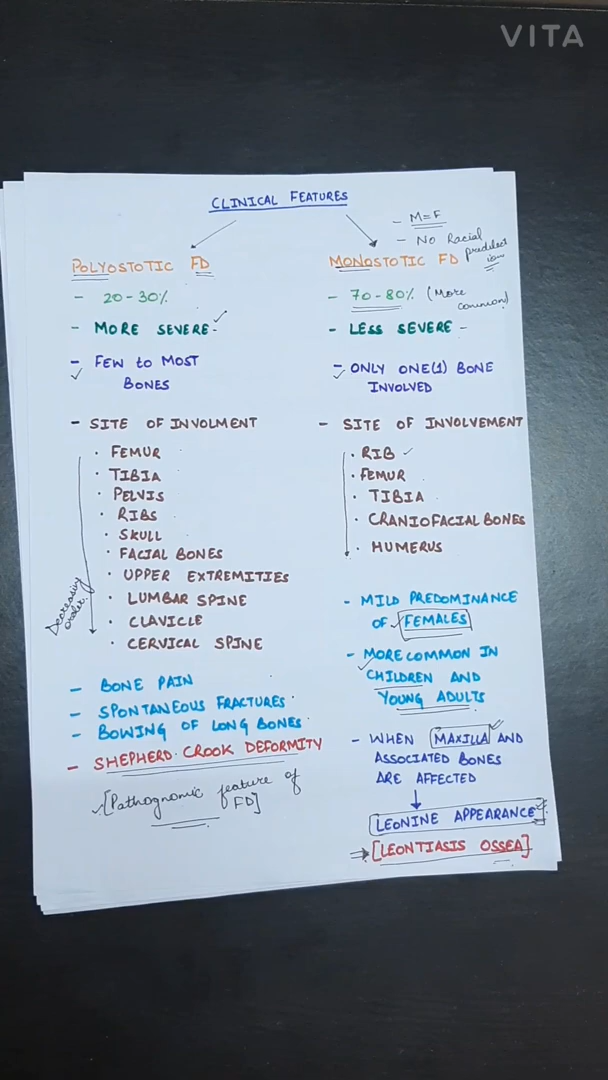 VITA
CLINICAL FEATURES
- M=F
- No Racial
predilect
ion
POLYOSTOTIC FD
- 20-30%
- MORE SEVERE -
- FEW to MOST
BONES
- SITE OF INVOLMENT
· FEMUR
· TIBIA
· PELVIS
· RIBS
· SKULL
· FACIAL BONES
· UPPER EXTREMITIES
· LUMBAR SPINE
· CLAVICLE
· CERVICAL SPINE
Decreasing
order.
- BONE PAIN
- SPONTANEOUS FRACTURES
- BOWING OF LONG BONES
- SHEPHERD CROOK DEFORMITY
[Pathognomic feature of
FD]
MONOSTOTIC FD
- 70-80% (More
common)
- LESS SEVERE -
- ONLY ONE(1) BONE
INVOLVED
- SITE OF INVOLVEMENT
· RIB
· FEMUR
· TIBIA
· CRANIOFACIAL BONES
· HUMERUS
- MILD PREDOMINANCE
OF FEMALES
- MORE COMMON IN
CHILDREN AND
YOUNG ADULTS
- WHEN MAXILLA AND
ASSOCIATED BONES
ARE AFFECTED
LEONINE APPEARANCE
[LEONTIASIS OSSEA]